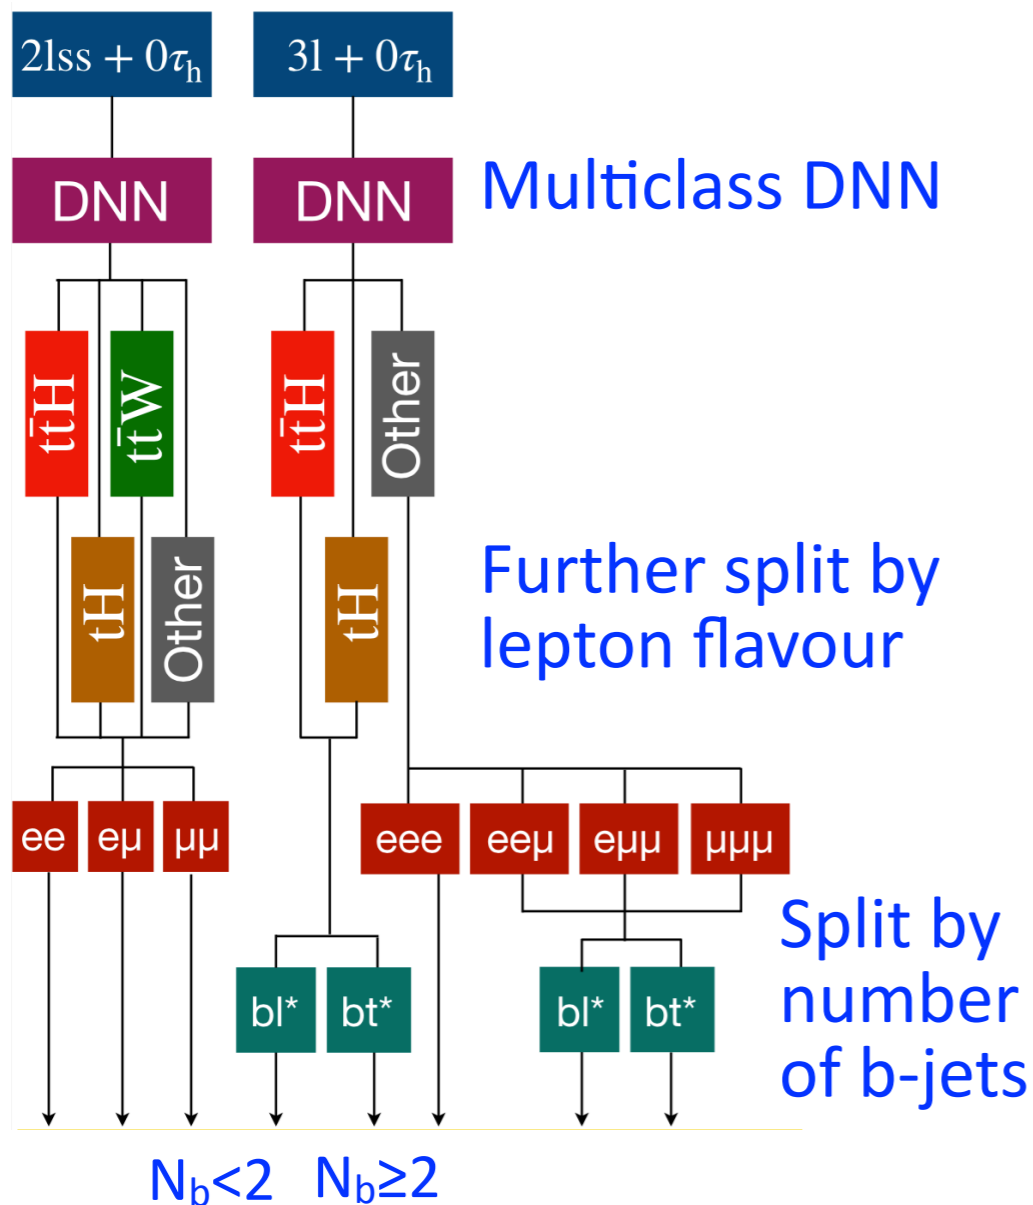 2lss + 0τₕ
3l + 0τₕ
DNN
DNN
Multiclass DNN
tt̄H
tt̄W
tt̄H
Other
tH
Other
tH
Further split by
lepton flavour
ee
eμ
μμ
eee
eeμ
eμμ
μμμ
Split by
number
of b-jets
bl*
bt*
bl*
bt*
N_b<2
N_b≥2